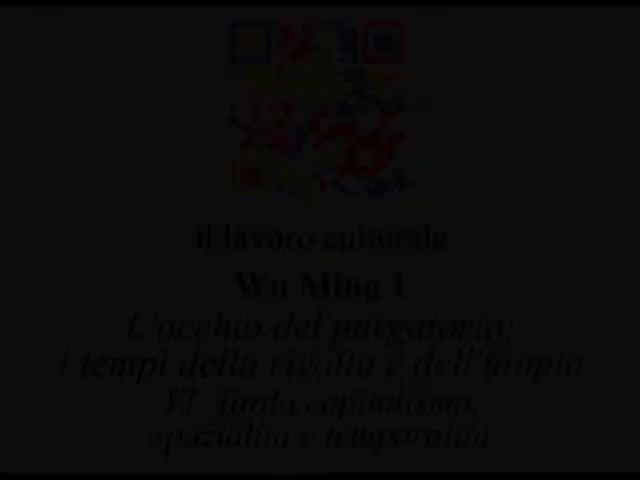 il lavoro culturale
Wu Ming 1
L'occhio del purgatorio:
i tempi della rivolta e dell'utopia
VI. Tardo capitalismo,
spazialità e temporalità